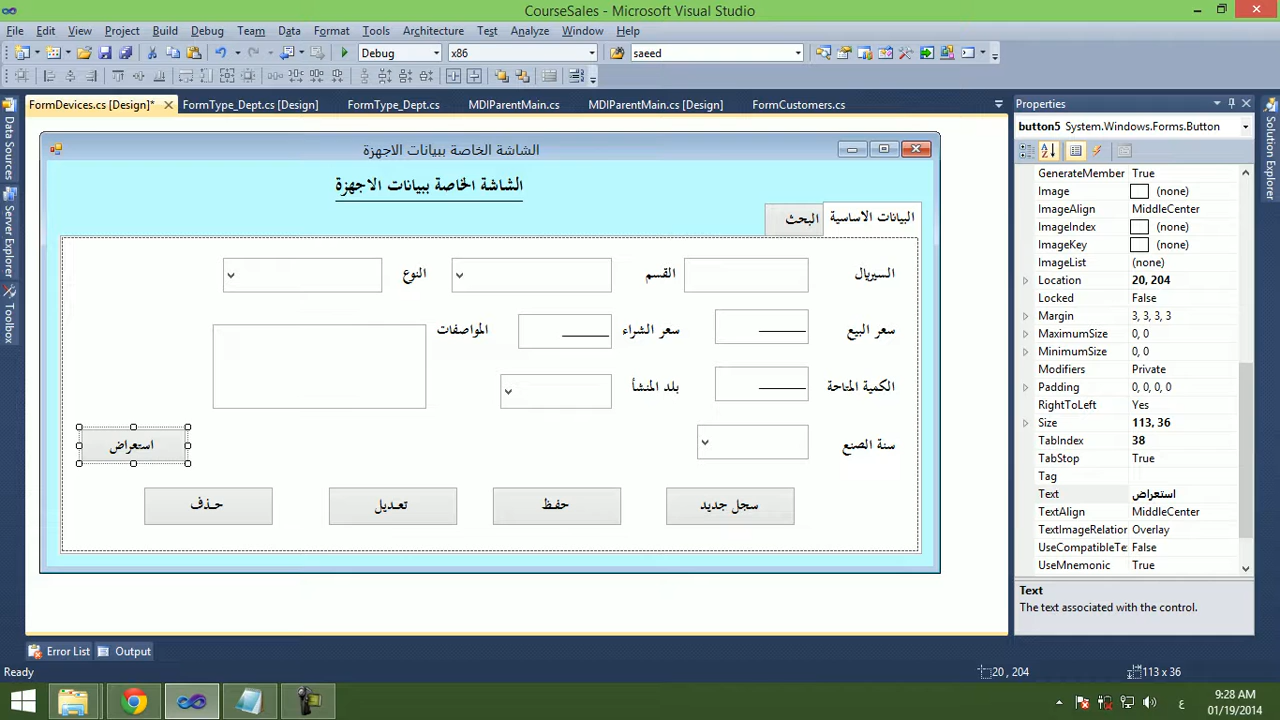 CourseSales - Microsoft Visual Studio
File Edit View Project Build Debug Team Data Format Tools Architecture Test Analyze Window Help
Debug x86 saeed
FormDevices.cs [Design]* FormType_Dept.cs [Design] FormType_Dept.cs MDIParentMain.cs MDIParentMain.cs [Design] FormCustomers.cs
Data Sources
Server Explorer
Toolbox
الشاشة الخاصة ببيانات الاجهزة
الشاشة الخاصة ببيانات الاجهزة
البيانات الاساسية البحث
السيريال القسم النوع
سعر البيع سعر الشراء المواصفات
الكمية المتاحة بلد المنشأ
سنة الصنع استعراض
سجل جديد حفظ تعديل حذف
Properties
button5 System.Windows.Forms.Button
GenerateMember True
Image (none)
ImageAlign MiddleCenter
ImageIndex (none)
ImageKey (none)
ImageList (none)
Location 20, 204
Locked False
Margin 3, 3, 3, 3
MaximumSize 0, 0
MinimumSize 0, 0
Modifiers Private
Padding 0, 0, 0, 0
RightToLeft Yes
Size 113, 36
TabIndex 38
TabStop True
Tag
Text استعراض
TextAlign MiddleCenter
TextImageRelation Overlay
UseCompatibleTe False
UseMnemonic True
Text
The text associated with the control.
Solution Explorer
Error List Output
Ready 20 , 204 113 x 36
ع 9:28 AM
01/19/2014